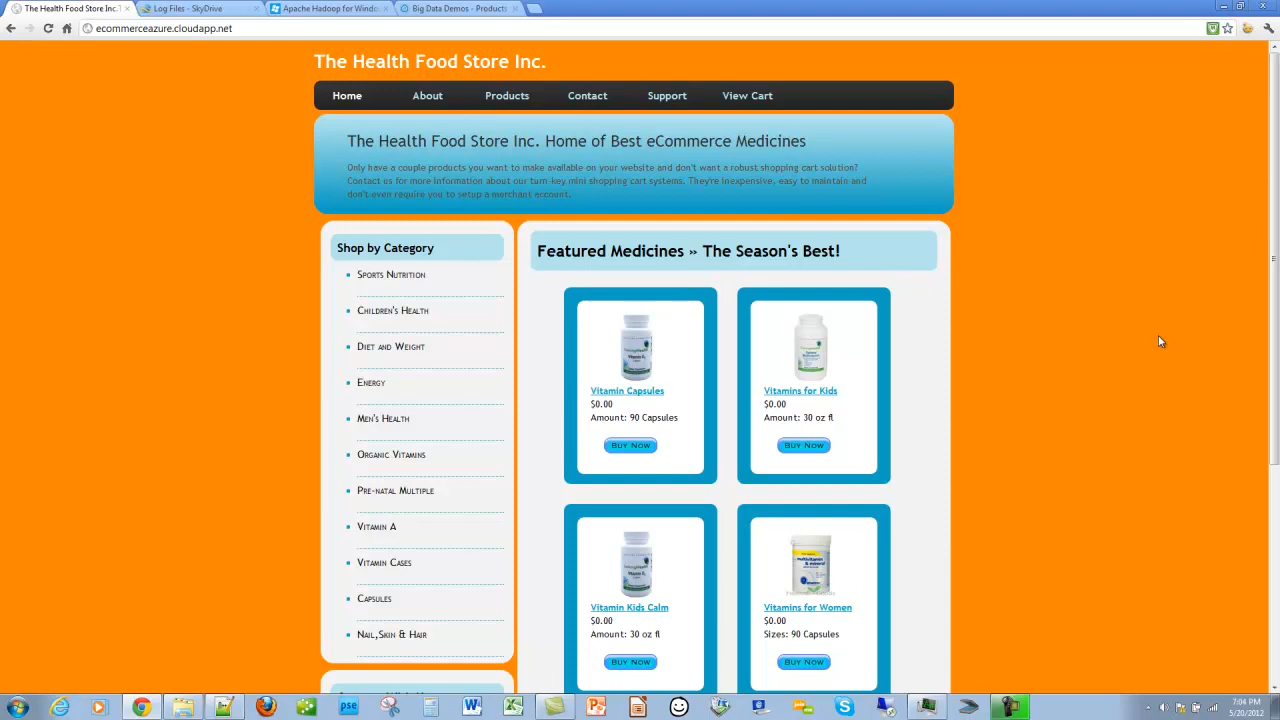 The Health Food Store Inc.
Log Files - SkyDrive
Apache Hadoop for Windo
Big Data Demos - Products
ecommerceazure.cloudapp.net
The Health Food Store Inc.
Home About Products Contact Support View Cart
The Health Food Store Inc. Home of Best eCommerce Medicines
Only have a couple products you want to make available on your website and don't want a robust shopping cart solution?
Contact us for more information about our turn-key mini shopping cart systems. They're inexpensive, easy to maintain and
don't even require you to setup a merchant account.
Shop by Category
Sports Nutrition
Children's Health
Diet and Weight
Energy
Men's Health
Organic Vitamins
Pre-natal Multiple
Vitamin A
Vitamin Cases
Capsules
Nail,Skin & Hair
Featured Medicines » The Season's Best!
Vitamin Capsules
$0.00
Amount: 90 Capsules
Buy Now
Vitamins for Kids
$0.00
Amount: 30 oz fl
Buy Now
Vitamin Kids Calm
$0.00
Amount: 30 oz fl
Buy Now
multivitamin
& mineral
Vitamins for Women
$0.00
Sizes: 90 Capsules
Buy Now
pse
7:04 PM
5/20/2012